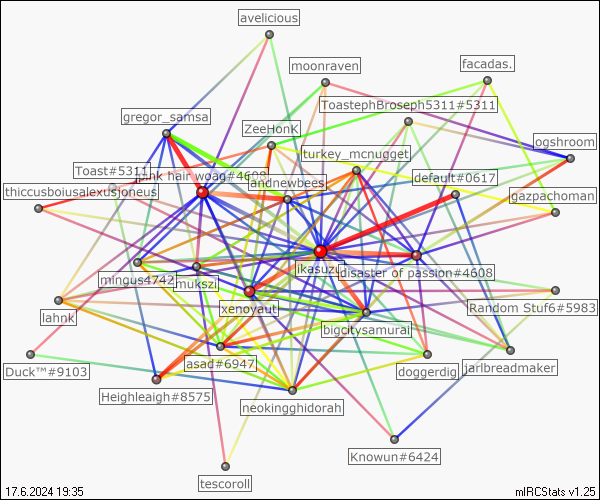 avelicious
moonraven
facadas.
ToastephBroseph5311#5311
gregor_samsa
ZeeHonK
ogshroom
turkey_mcnugget
Toast#5311
pink hair woag#4608
andnewbees
default#0617
thiccusboiusalexusjoneus
gazpachoman
ikasuzu
disaster of passion#4608
mingus4742
mukszi
xenoyaut
Random Stuf6#5983
lahnk
bigcitysamurai
Duck™#9103
asad#6947
doggerdig
jarlbreadmaker
Heighleaigh#8575
neokingghidorah
Knowun#6424
tescoroll
17.6.2024 19:35
mIRCStats v1.25